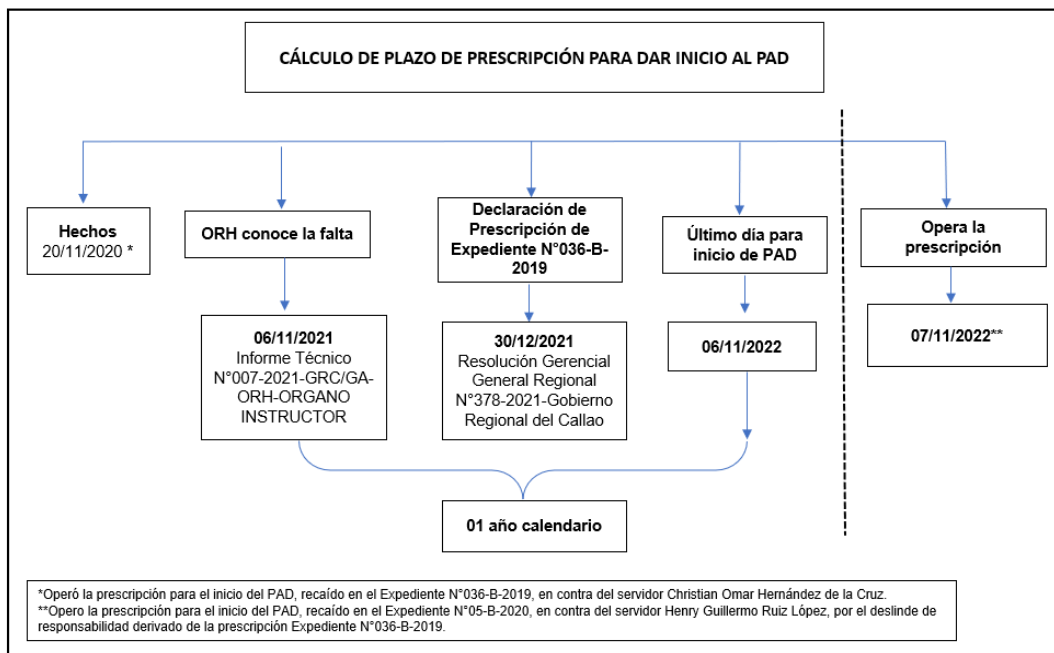 CÁLCULO DE PLAZO DE PRESCRIPCIÓN PARA DAR INICIO AL PAD
Hechos
20/11/2020 *
ORH conoce la falta
Declaración de
Prescripción de
Expediente N°036-B-
2019
Último día para
inicio de PAD
Opera la
prescripción
06/11/2021
Informe Técnico
N°007-2021-GRC/GA-
ORH-ORGANO
INSTRUCTOR
30/12/2021
Resolución Gerencial
General Regional
N°378-2021-Gobierno
Regional del Callao
06/11/2022
07/11/2022**
01 año calendario
*Operó la prescripción para el inicio del PAD, recaído en el Expediente N°036-B-2019, en contra del servidor Christian Omar Hernández de la Cruz.
**Opero la prescripción para el inicio del PAD, recaído en el Expediente N°05-B-2020, en contra del servidor Henry Guillermo Ruiz López, por el deslinde de
responsabilidad derivado de la prescripción Expediente N°036-B-2019.